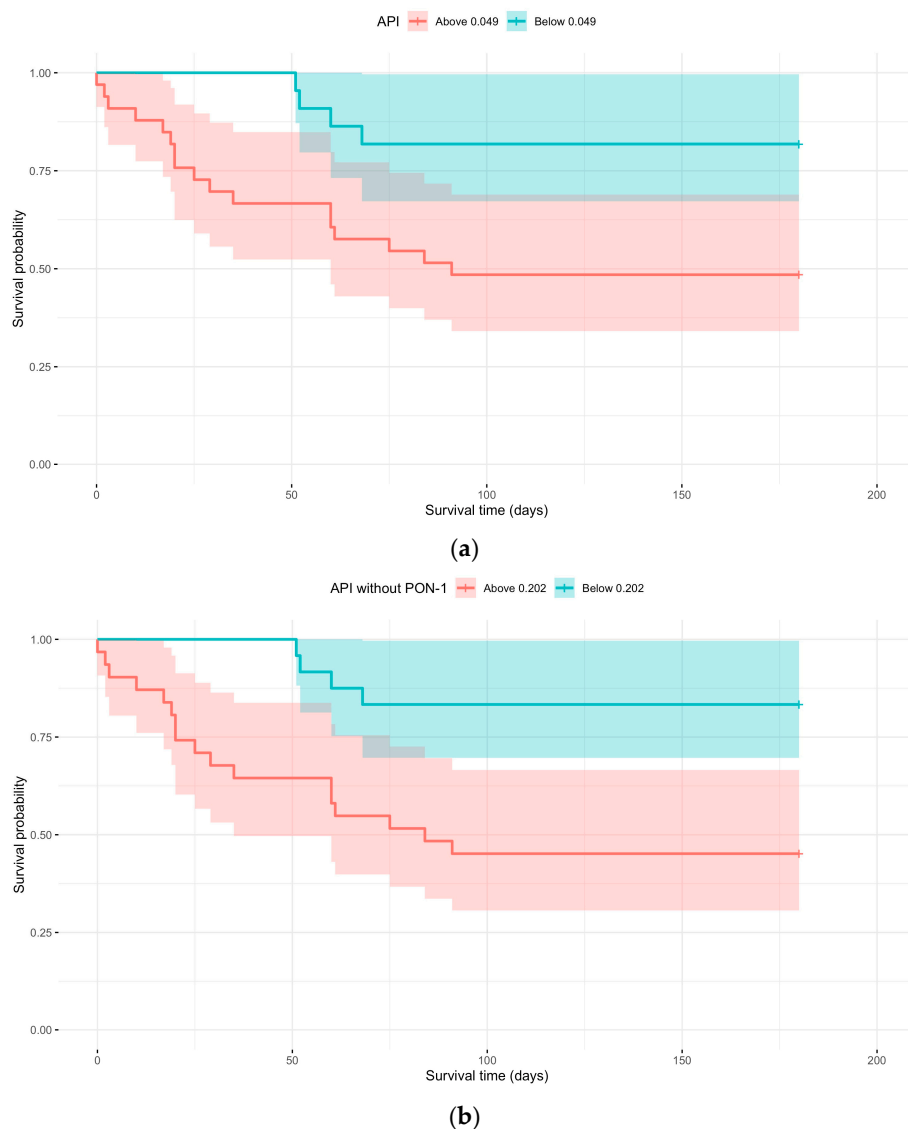 API Above 0.049 Below 0.049
1.00
0.75
0.50
0.25
0.00
Survival probability
0 50 100 150 200
Survival time (days)
(a)
API without PON-1 Above 0.202 Below 0.202
1.00
0.75
0.50
0.25
0.00
Survival probability
0 50 100 150 200
Survival time (days)
(b)